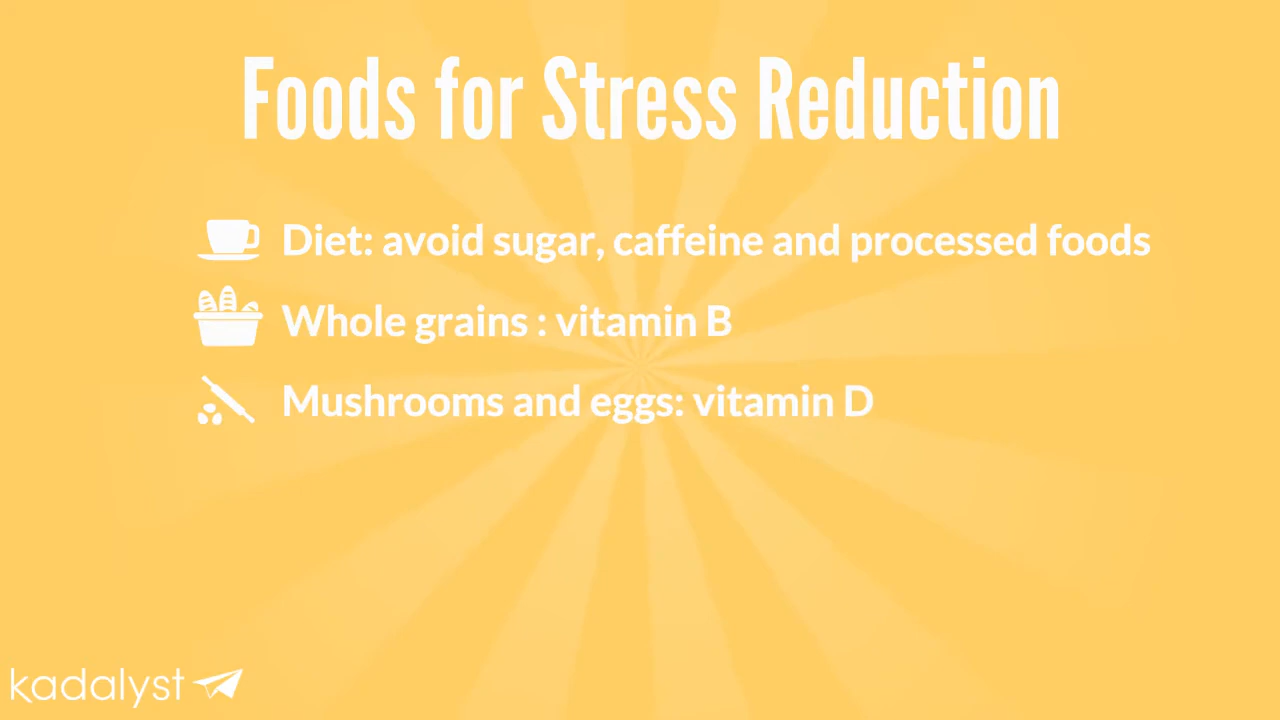 Foods for Stress Reduction
Diet: avoid sugar, caffeine and processed foods
Whole grains : vitamin B
Mushrooms and eggs: vitamin D
kadalyst